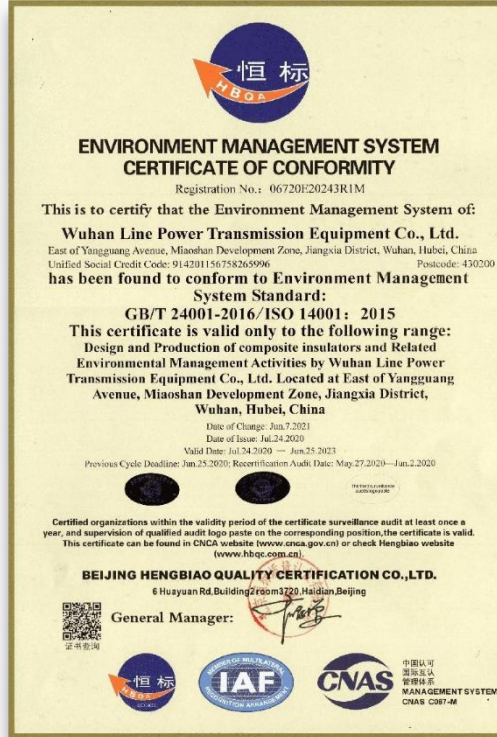 恒标
HBQA
ENVIRONMENT MANAGEMENT SYSTEM
CERTIFICATE OF CONFORMITY
Registration No.: 06720E20243R1M
This is to certify that the Environment Management System of:
Wuhan Line Power Transmission Equipment Co., Ltd.
East of Yangguang Avenue, Miaoshan Development Zone, Jiangxia District, Wuhan, Hubei, China
Unified Social Credit Code: 914201156758265996 Postcode: 430200
has been found to conform to Environment Management
System Standard:
GB/T 24001-2016/ISO 14001: 2015
This certificate is valid only to the following range:
Design and Production of composite insulators and Related
Environmental Management Activities by Wuhan Line Power
Transmission Equipment Co., Ltd. Located at East of Yangguang
Avenue, Miaoshan Development Zone, Jiangxia District,
Wuhan, Hubei, China
Date of Change: Jun.7.2021
Date of Issue: Jul.24.2020
Valid Date: Jul.24.2020 — Jun.25.2023
Previous Cycle Deadline: Jun.25.2020; Recertification Audit Date: May.27.2020—Jun.2.2020
Certified organizations within the validity period of the certificate surveillance audit at least once a
year, and supervision of qualified audit logo paste on the corresponding position,the certificate is valid.
This certificate can be found in CNCA website (www.cnca.gov.cn) or check Hengbiao website
(www.hbqc.com.cn).
BEIJING HENGBIAO QUALITY CERTIFICATION CO.,LTD.
6 Huayuan Rd,Building2room3720,Haidian,Beijing
General Manager:
证书查询
恒标
MEMBER OF MULTILATERAL
IAF
RECOGNITION ARRANGEMENT
CNAS
中国认可
国际互认
管理体系
MANAGEMENT SYSTEM
CNAS C067-M